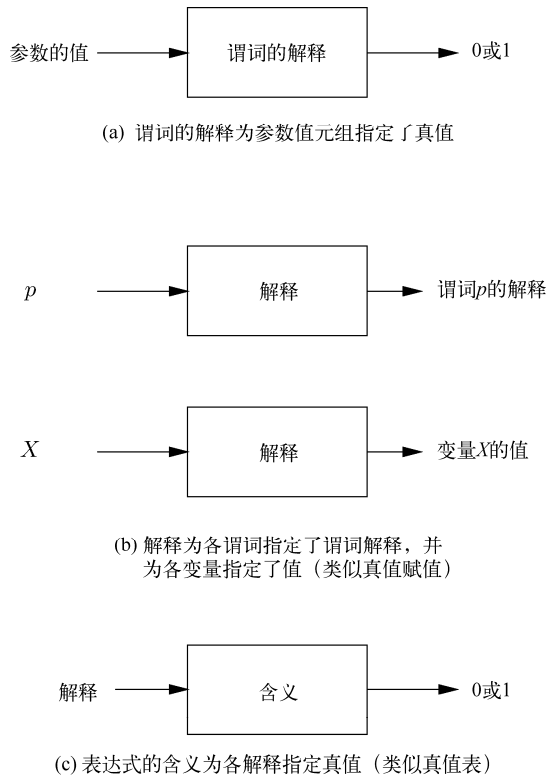 参数的值 谓词的解释 0或1
(a) 谓词的解释为参数值元组指定了真值
p 解释 谓词p的解释
X 解释 变量X的值
(b) 解释为各谓词指定了谓词解释，并
为各变量指定了值（类似真值赋值）
解释 含义 0或1
(c) 表达式的含义为各解释指定真值（类似真值表）